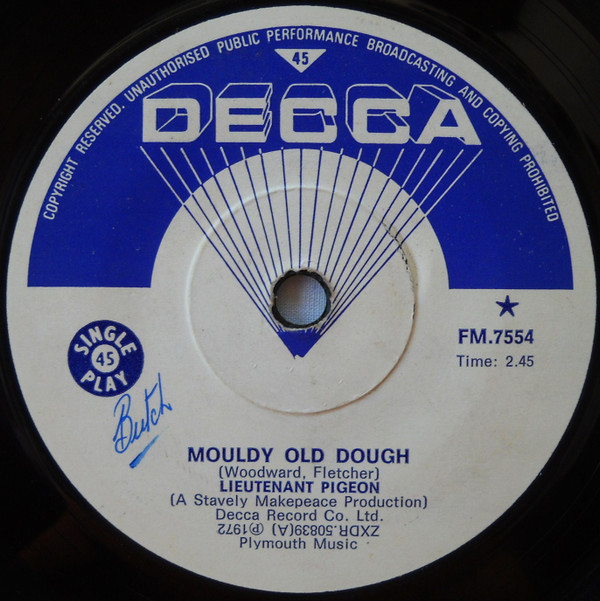 COPYRIGHT RESERVED. UNAUTHORISED PUBLIC PERFORMANCE BROADCASTING AND COPYING PROHIBITED
45
DECCA
FM.7554
Time: 2.45
SINGLE
45
PLAY
Butch
MOULDY OLD DOUGH
(Woodward, Fletcher)
LIEUTENANT PIGEON
(A Stavely Makepeace Production)
Decca Record Co. Ltd.
ZXDR.50839(A) ℗1972
Plymouth Music